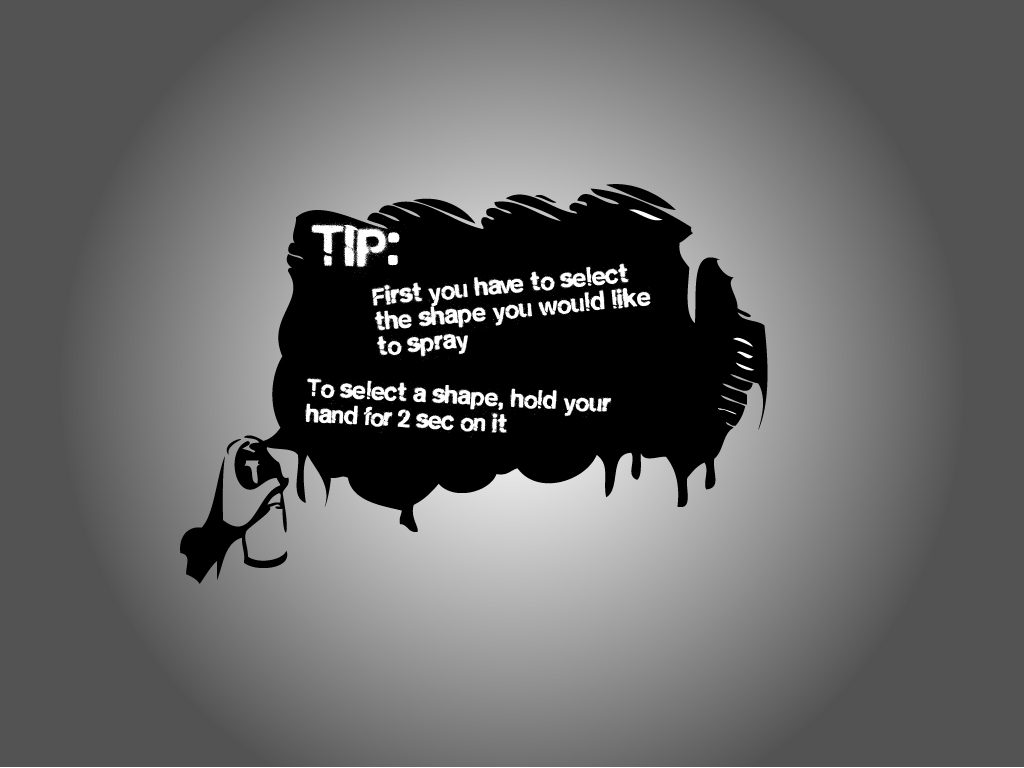 TIP:
First you have to select
the shape you would like
to spray
To select a shape, hold your
hand for 2 sec on it